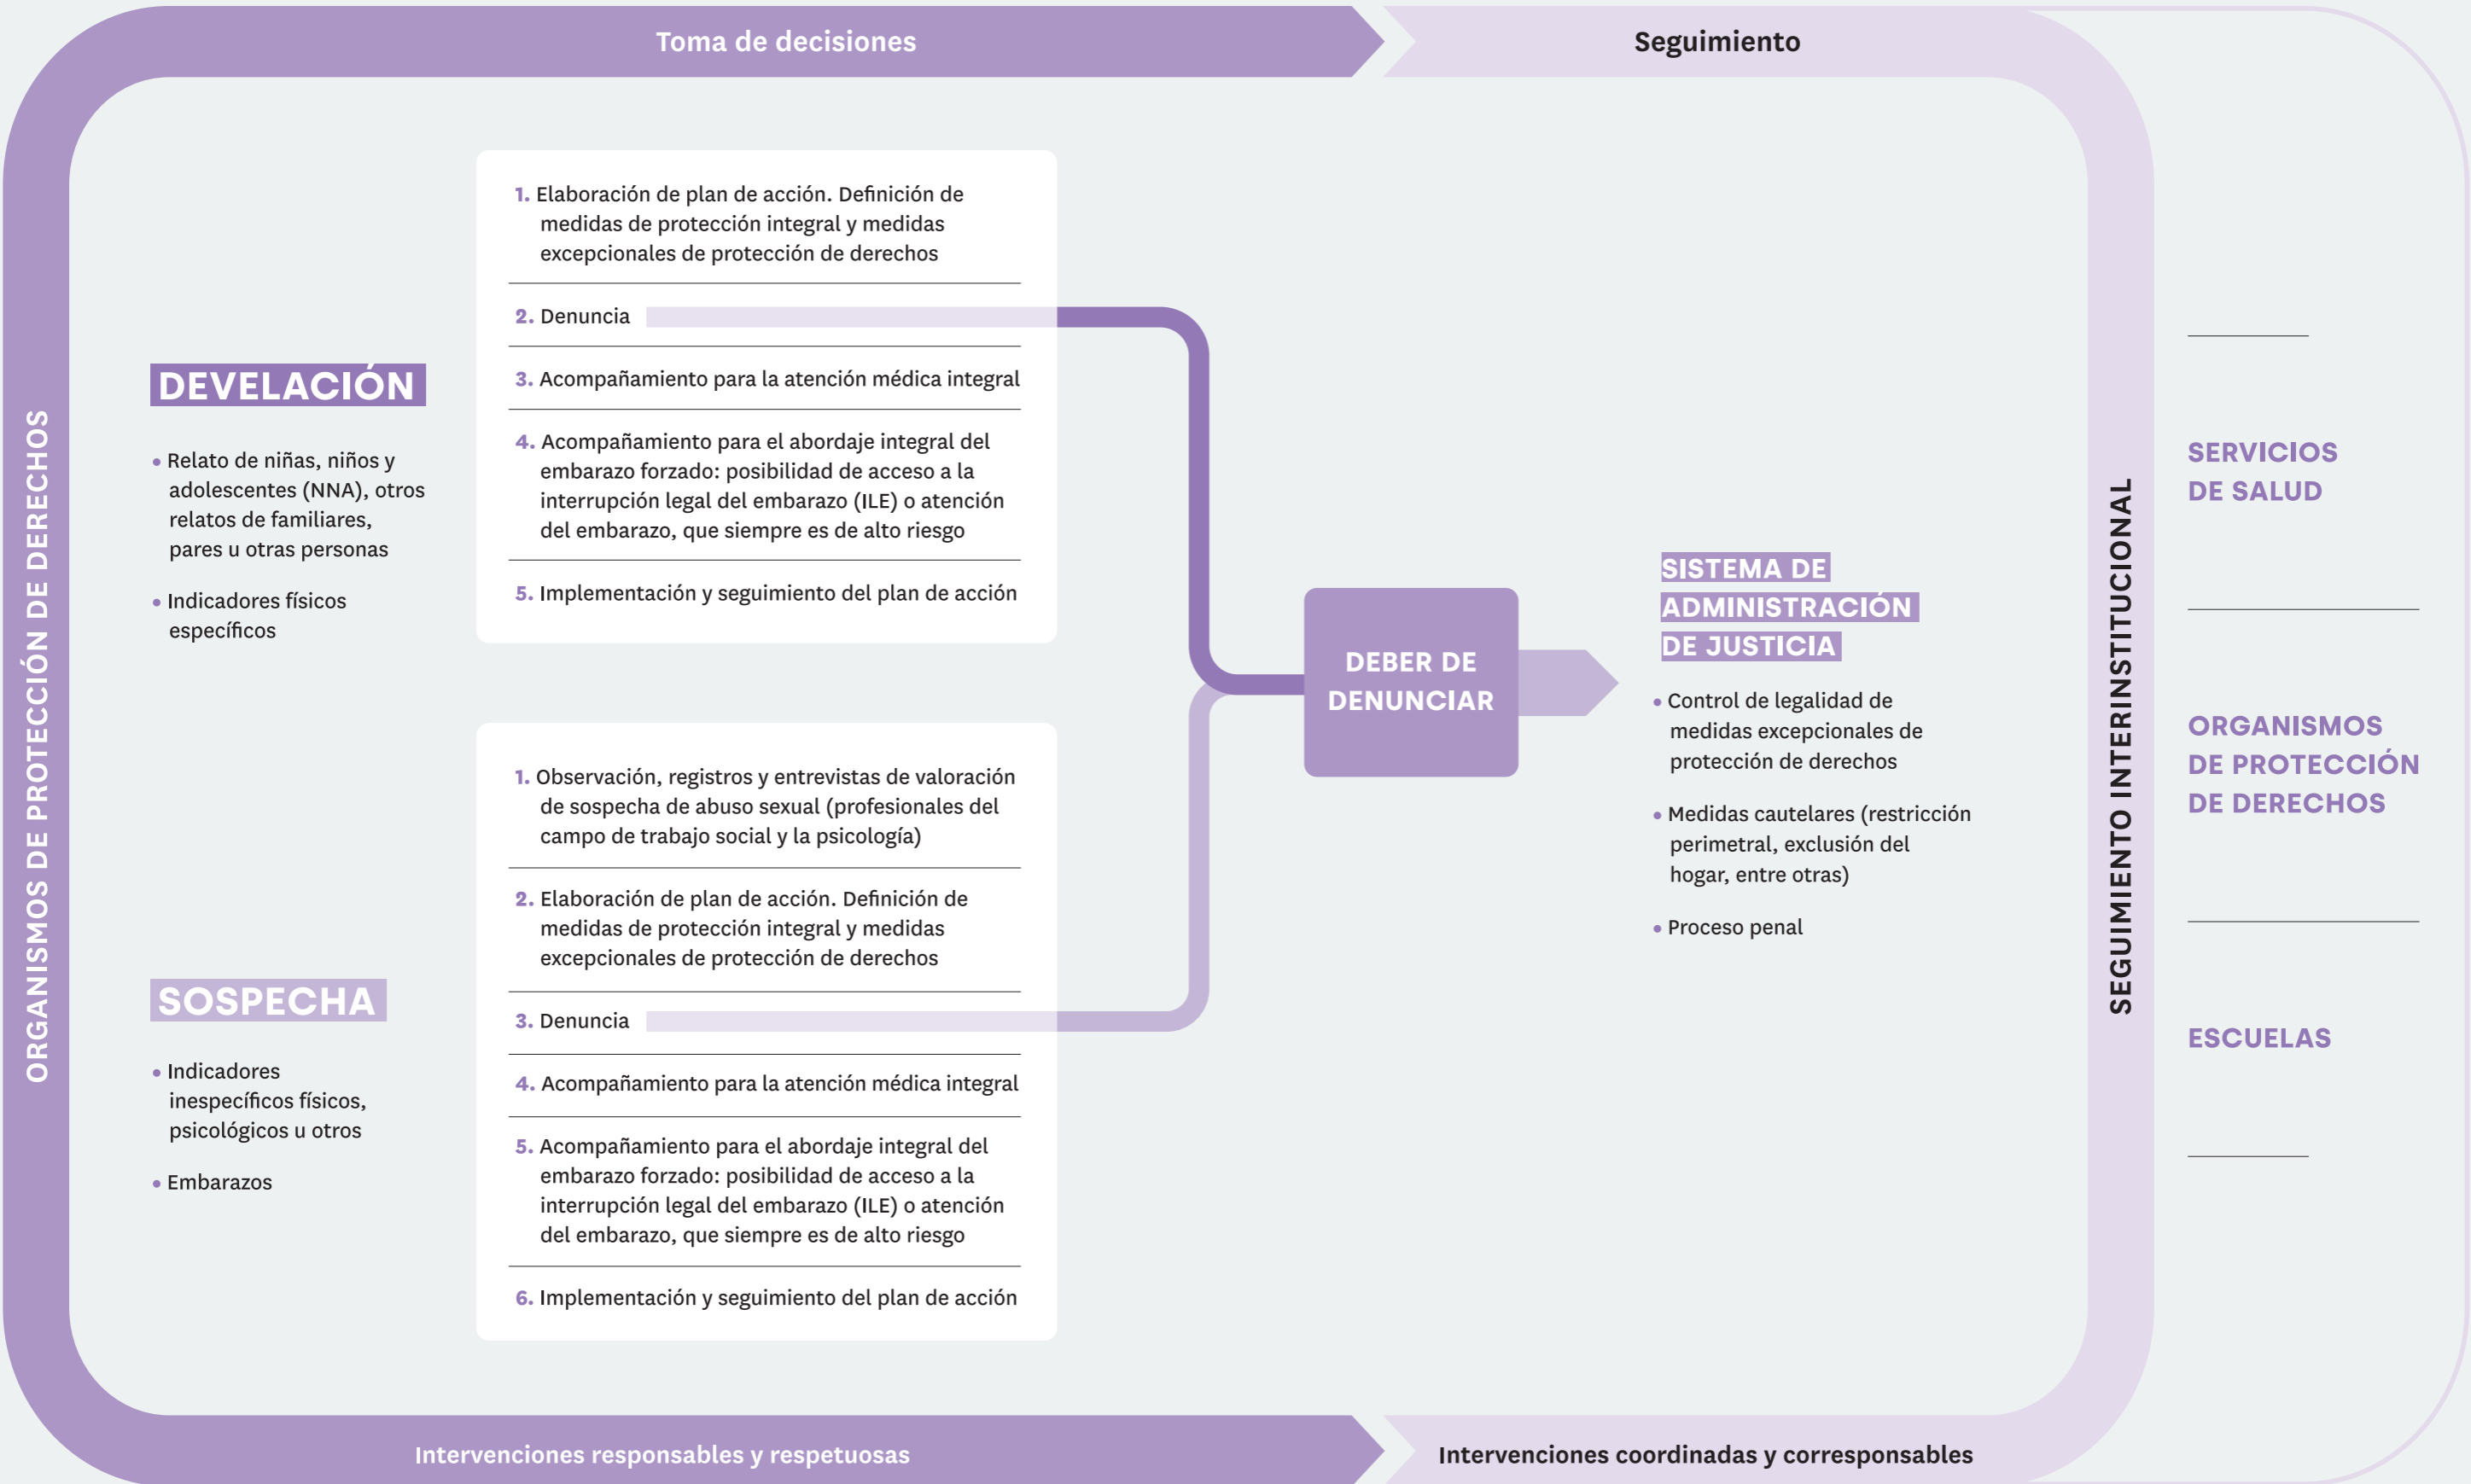 Toma de decisiones
Seguimiento
ORGANISMOS DE PROTECCIÓN DE DERECHOS
DEVELACIÓN
• Relato de niñas, niños y
adolescentes (NNA), otros
relatos de familiares,
pares u otras personas
• Indicadores físicos
específicos
1. Elaboración de plan de acción. Definición de
medidas de protección integral y medidas
excepcionales de protección de derechos
2. Denuncia
3. Acompañamiento para la atención médica integral
4. Acompañamiento para el abordaje integral del
embarazo forzado: posibilidad de acceso a la
interrupción legal del embarazo (ILE) o atención
del embarazo, que siempre es de alto riesgo
5. Implementación y seguimiento del plan de acción
SOSPECHA
• Indicadores
inespecíficos físicos,
psicológicos u otros
• Embarazos
1. Observación, registros y entrevistas de valoración
de sospecha de abuso sexual (profesionales del
campo de trabajo social y la psicología)
2. Elaboración de plan de acción. Definición de
medidas de protección integral y medidas
excepcionales de protección de derechos
3. Denuncia
4. Acompañamiento para la atención médica integral
5. Acompañamiento para el abordaje integral del
embarazo forzado: posibilidad de acceso a la
interrupción legal del embarazo (ILE) o atención
del embarazo, que siempre es de alto riesgo
6. Implementación y seguimiento del plan de acción
DEBER DE
DENUNCIAR
SISTEMA DE
ADMINISTRACIÓN
DE JUSTICIA
• Control de legalidad de
medidas excepcionales de
protección de derechos
• Medidas cautelares (restricción
perimetral, exclusión del
hogar, entre otras)
• Proceso penal
SEGUIMIENTO INTERINSTITUCIONAL
SERVICIOS
DE SALUD
ORGANISMOS
DE PROTECCIÓN
DE DERECHOS
ESCUELAS
Intervenciones responsables y respetuosas
Intervenciones coordinadas y corresponsables